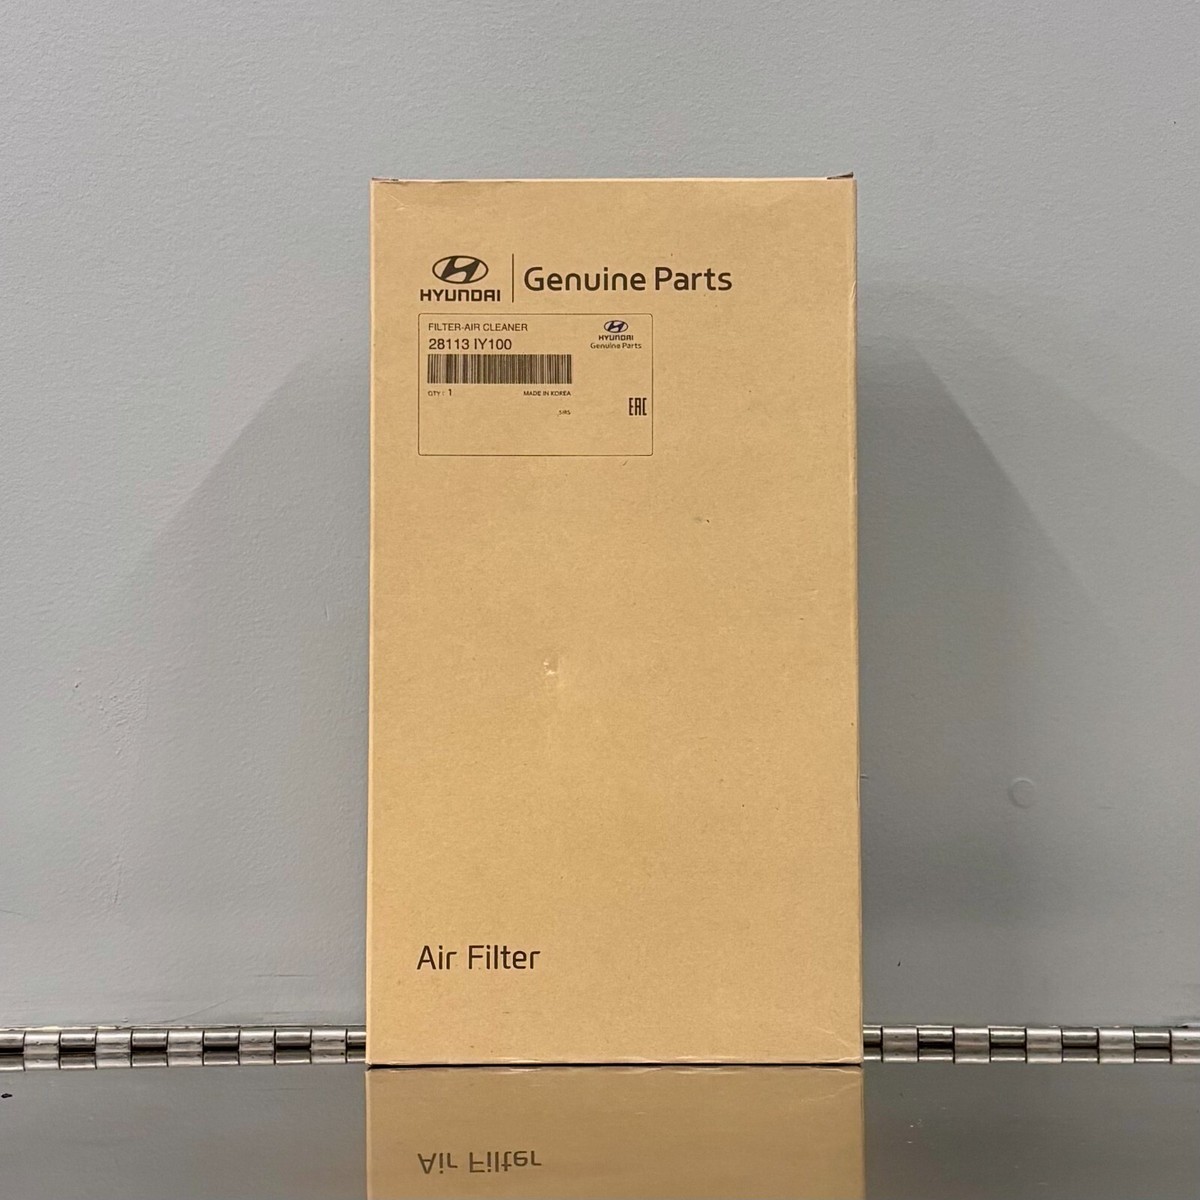 HYUNDAI
Genuine Parts
FILTER-AIR CLEANER
28113 IY100
HYUNDAI
Genuine Parts
QTY: 1
MADE IN KOREA
EAC
Air Filter
Air Filter